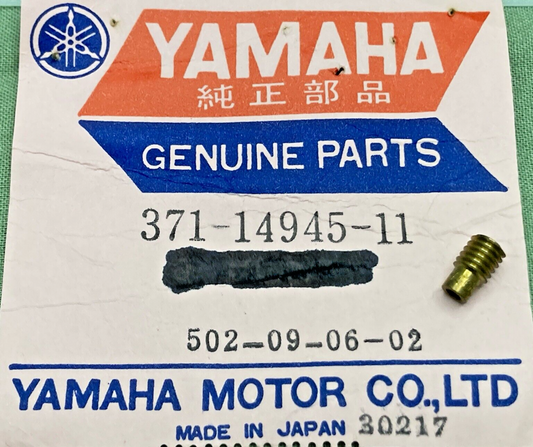 YAMAHA
純正部品
GENUINE PARTS
371-14945-11
502-09-06-02
YAMAHA MOTOR CO.,LTD
MADE IN JAPAN 30217